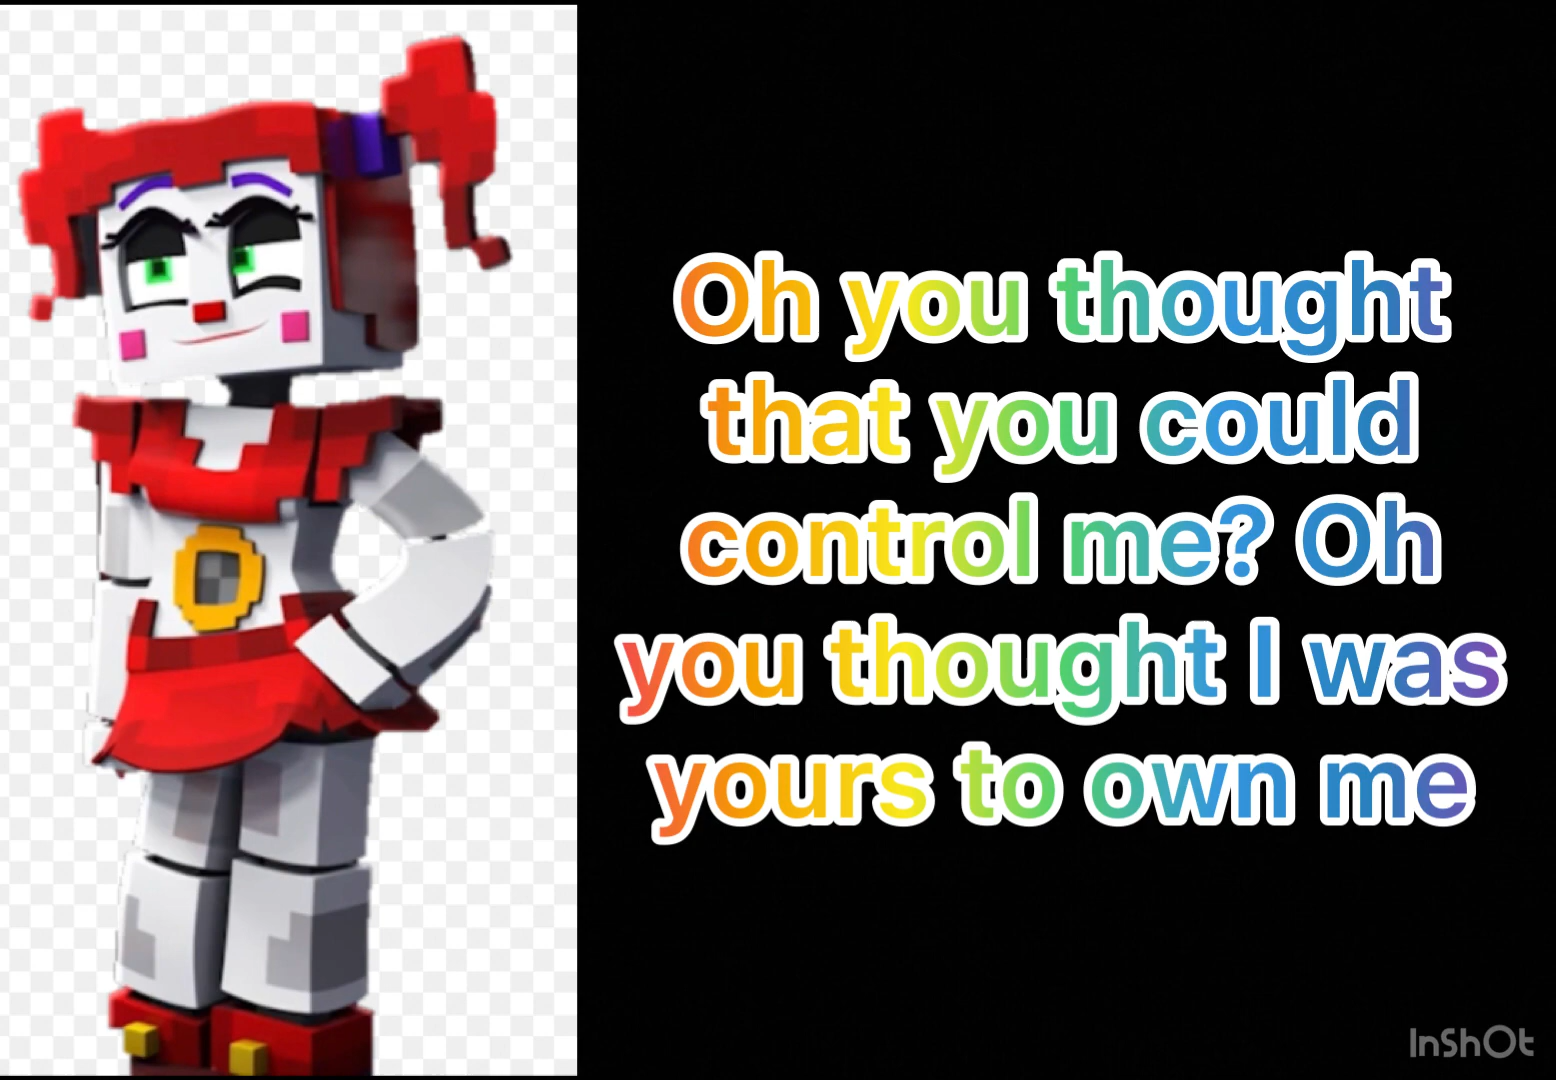 Oh you thought
that you could
control me? Oh
you thought I was
yours to own me
InShOt